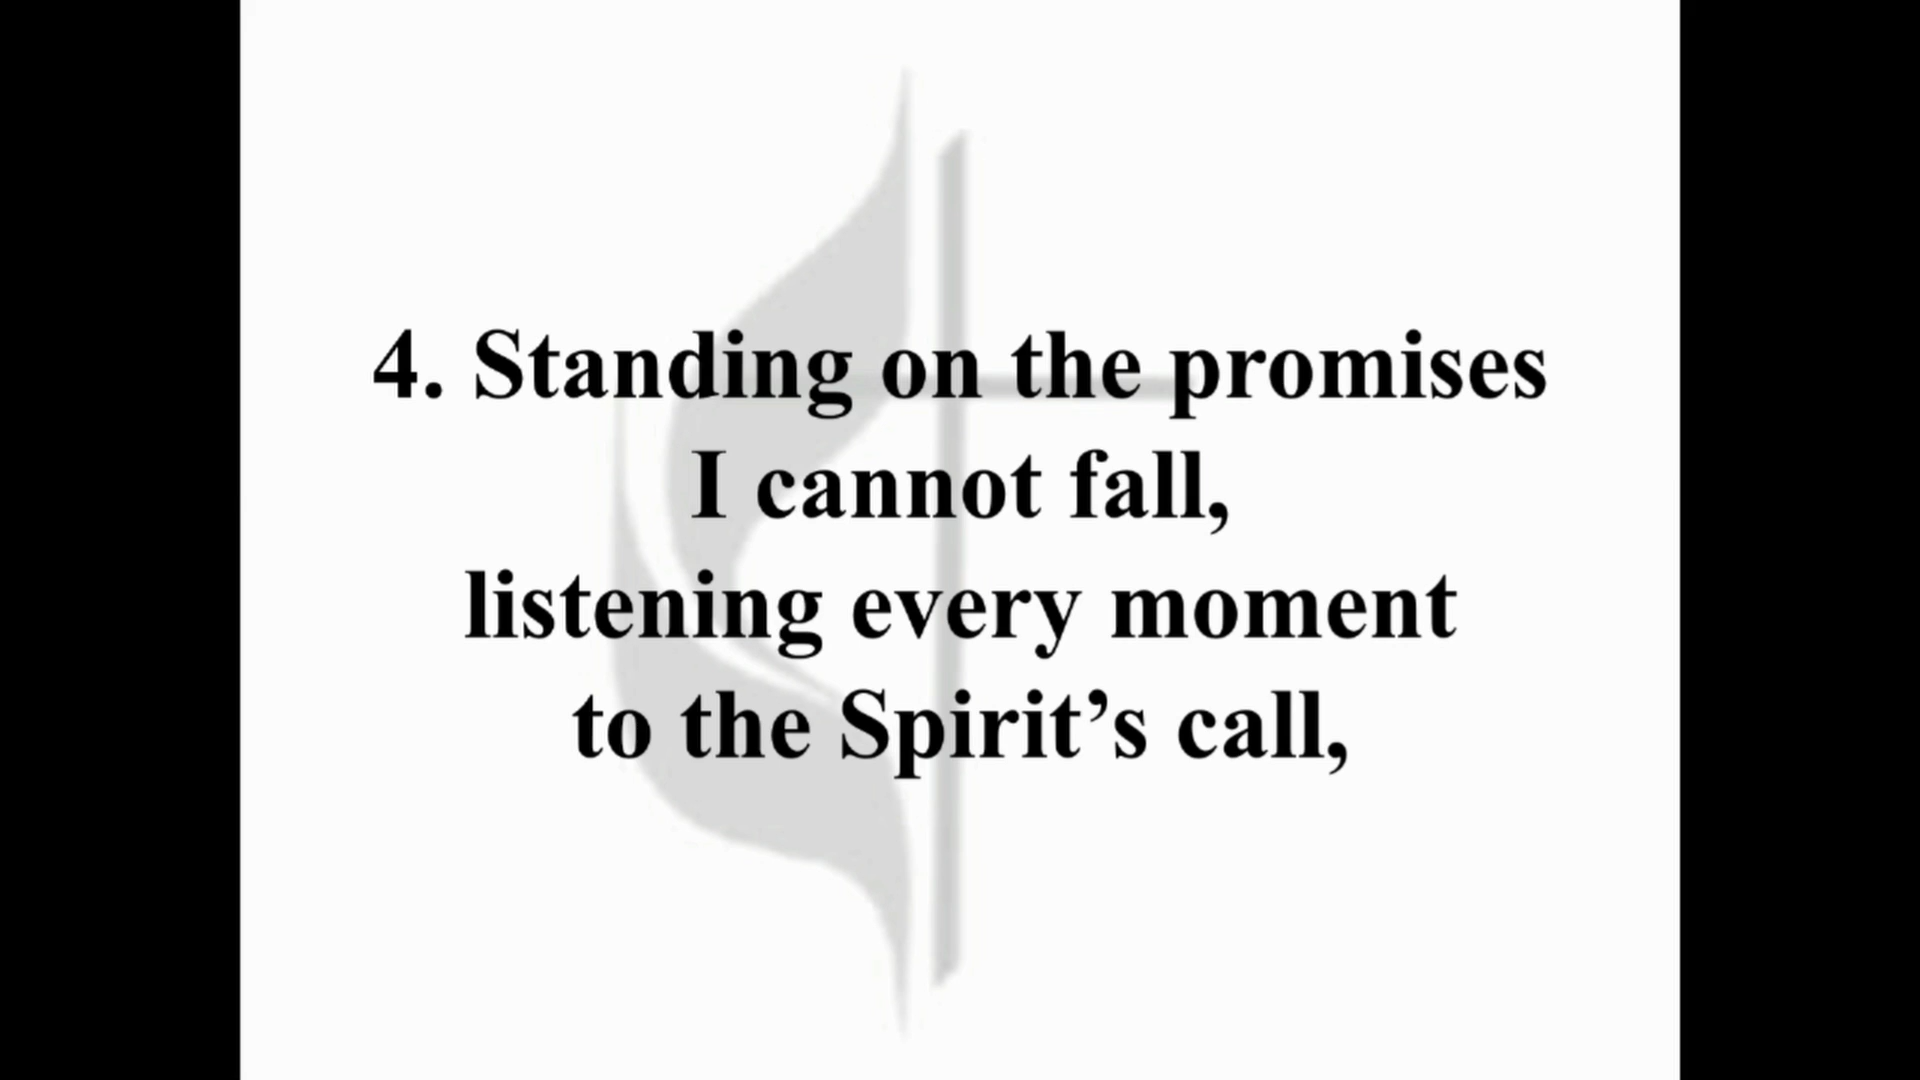 4. Standing on the promises
I cannot fall,
listening every moment
to the Spirit’s call,